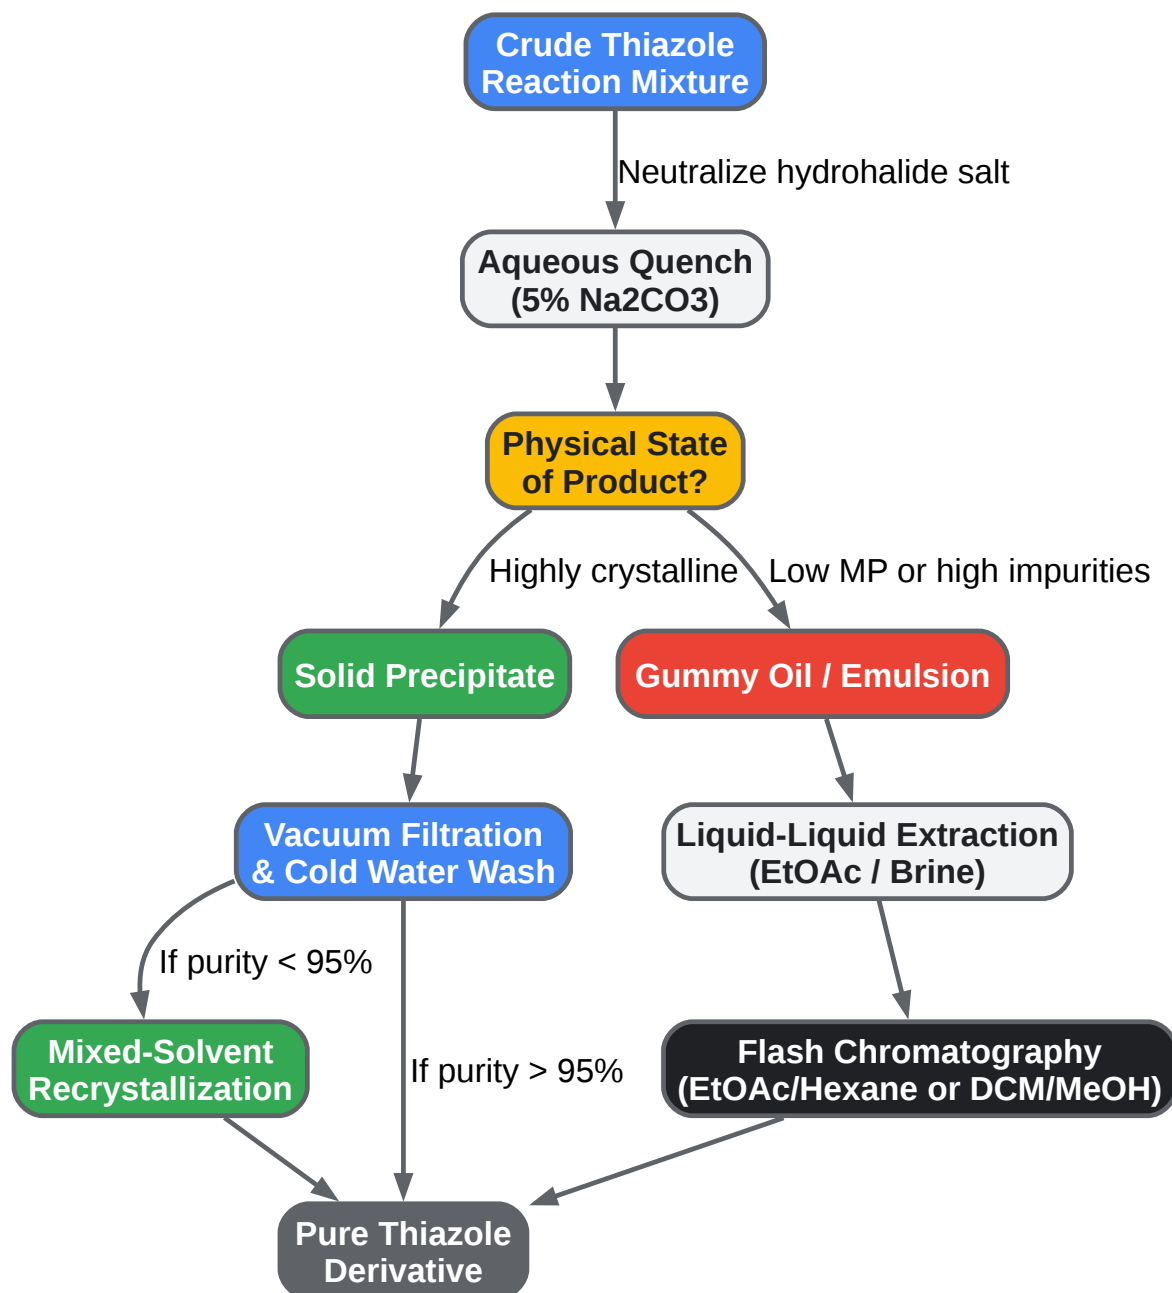 Crude Thiazole
Reaction Mixture
Neutralize hydrohalide salt
Aqueous Quench
(5% Na2CO3)
Physical State
of Product?
Highly crystalline
Low MP or high impurities
Solid Precipitate
Gummy Oil / Emulsion
Vacuum Filtration
& Cold Water Wash
Liquid-Liquid Extraction
(EtOAc / Brine)
If purity < 95%
Mixed-Solvent
Recrystallization
If purity > 95%
Flash Chromatography
(EtOAc/Hexane or DCM/MeOH)
Pure Thiazole
Derivative